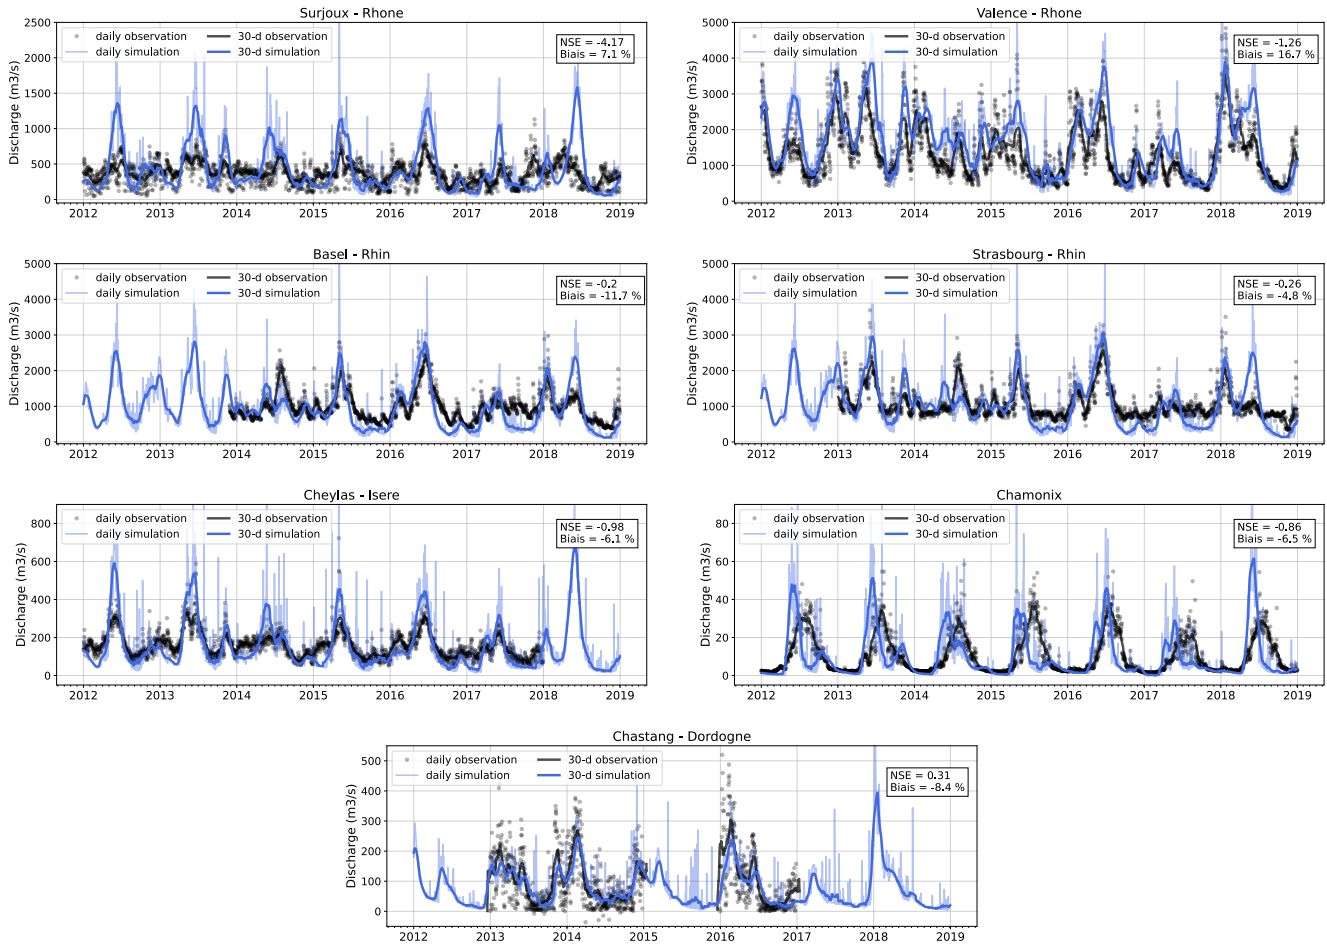 Surjoux - Rhone
daily observation
daily simulation
30-d observation
30-d simulation
NSE = -4.17
Biais = 7.1 %
Discharge (m3/s)
2500
2000
1500
1000
500
0
2012 2013 2014 2015 2016 2017 2018 2019
Valence - Rhone
daily observation
daily simulation
30-d observation
30-d simulation
NSE = -1.26
Biais = 16.7 %
Discharge (m3/s)
5000
4000
3000
2000
1000
0
2012 2013 2014 2015 2016 2017 2018 2019
Basel - Rhin
daily observation
daily simulation
30-d observation
30-d simulation
NSE = -0.2
Biais = -11.7 %
Discharge (m3/s)
5000
4000
3000
2000
1000
0
2012 2013 2014 2015 2016 2017 2018 2019
Strasbourg - Rhin
daily observation
daily simulation
30-d observation
30-d simulation
NSE = -0.26
Biais = -4.8 %
Discharge (m3/s)
5000
4000
3000
2000
1000
0
2012 2013 2014 2015 2016 2017 2018 2019
Cheylas - Isere
daily observation
daily simulation
30-d observation
30-d simulation
NSE = -0.98
Biais = -6.1 %
Discharge (m3/s)
800
600
400
200
0
2012 2013 2014 2015 2016 2017 2018 2019
Chamonix
daily observation
daily simulation
30-d observation
30-d simulation
NSE = -0.86
Biais = -6.5 %
Discharge (m3/s)
80
60
40
20
0
2012 2013 2014 2015 2016 2017 2018 2019
Chastang - Dordogne
daily observation
daily simulation
30-d observation
30-d simulation
NSE = 0.31
Biais = -8.4 %
Discharge (m3/s)
500
400
300
200
100
0
2012 2013 2014 2015 2016 2017 2018 2019